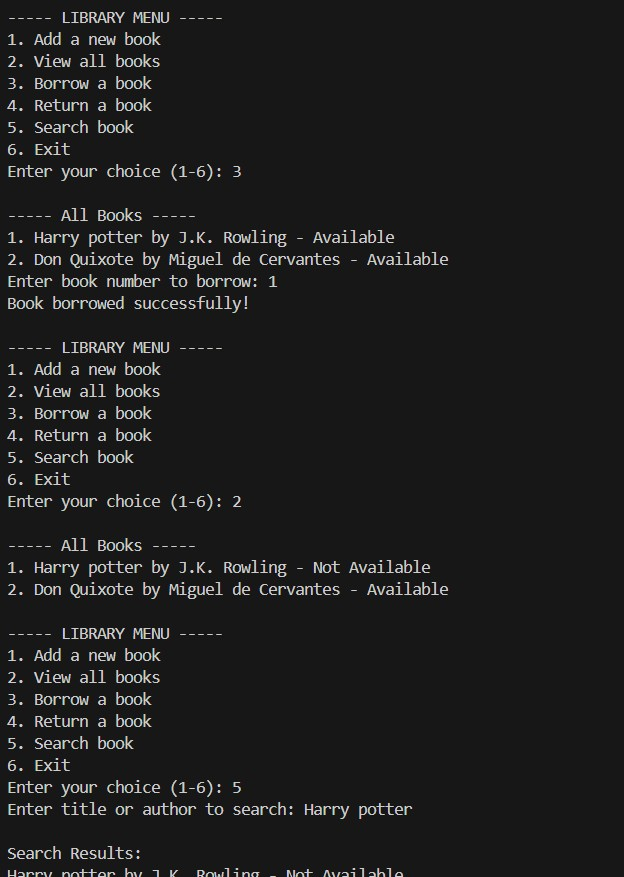 ----- LIBRARY MENU -----
1. Add a new book
2. View all books
3. Borrow a book
4. Return a book
5. Search book
6. Exit
Enter your choice (1-6): 3
----- All Books -----
1. Harry potter by J.K. Rowling - Available
2. Don Quixote by Miguel de Cervantes - Available
Enter book number to borrow: 1
Book borrowed successfully!
----- LIBRARY MENU -----
1. Add a new book
2. View all books
3. Borrow a book
4. Return a book
5. Search book
6. Exit
Enter your choice (1-6): 2
----- All Books -----
1. Harry potter by J.K. Rowling - Not Available
2. Don Quixote by Miguel de Cervantes - Available
----- LIBRARY MENU -----
1. Add a new book
2. View all books
3. Borrow a book
4. Return a book
5. Search book
6. Exit
Enter your choice (1-6): 5
Enter title or author to search: Harry potter
Search Results:
Harry potter by J.K. Rowling - Not Available